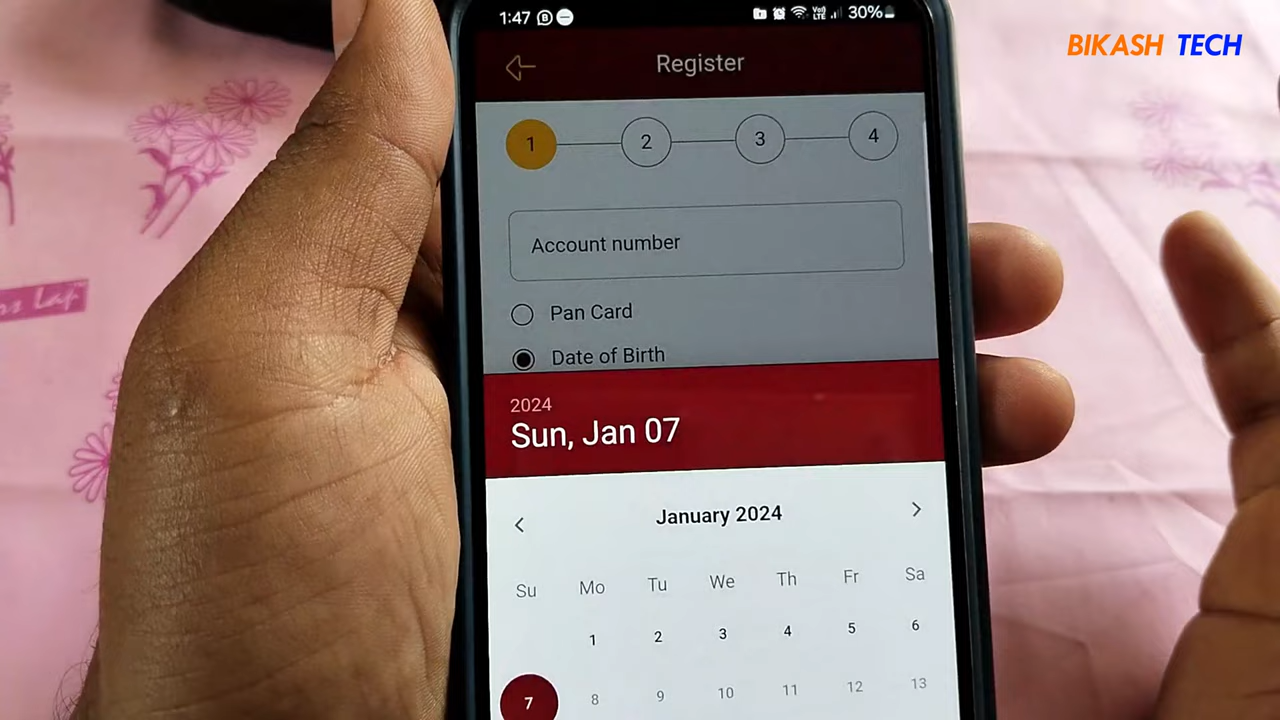 BIKASH TECH
1:47
VoD LTE 30%
Register
1 2 3 4
Account number
Pan Card
Date of Birth
2024
Sun, Jan 07
January 2024
Su Mo Tu We Th Fr Sa
1 2 3 4 5 6
7 8 9 10 11 12 13